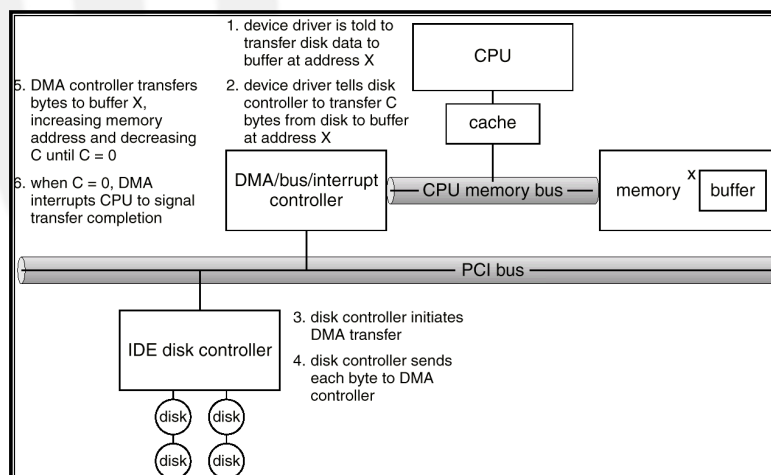 1. device driver is told to
transfer disk data to
buffer at address X
2. device driver tells disk
controller to transfer C
bytes from disk to buffer
at address X
5. DMA controller transfers
bytes to buffer X,
increasing memory
address and decreasing
C until C = 0
6. when C = 0, DMA
interrupts CPU to signal
transfer completion
CPU
cache
DMA/bus/interrupt
controller
CPU memory bus
memory
X
buffer
PCI bus
IDE disk controller
3. disk controller initiates
DMA transfer
4. disk controller sends
each byte to DMA
controller
disk
disk
disk
disk